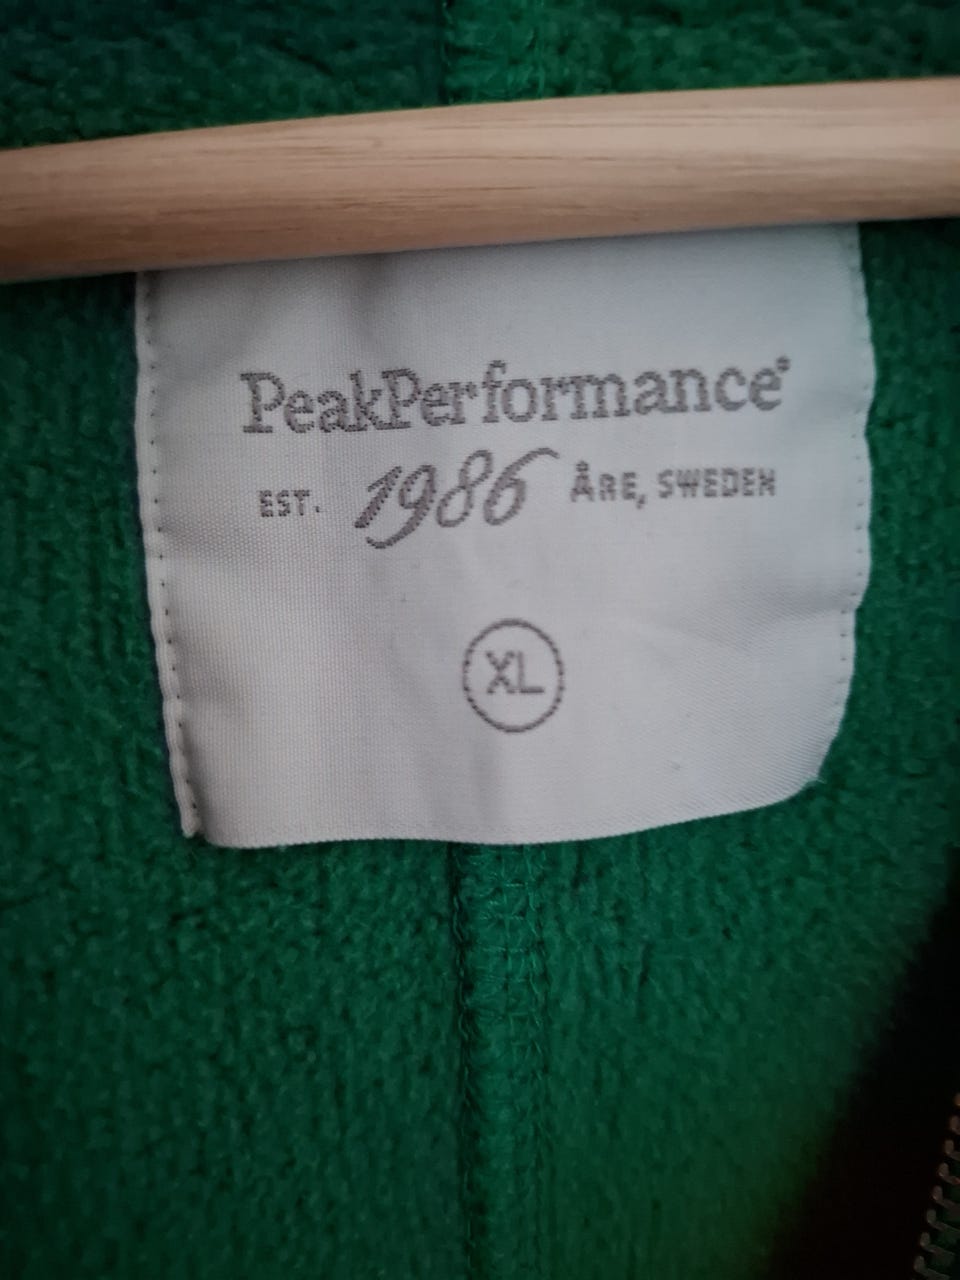 PeakPerformance®
EST. 1986 ÅRE, SWEDEN
XL